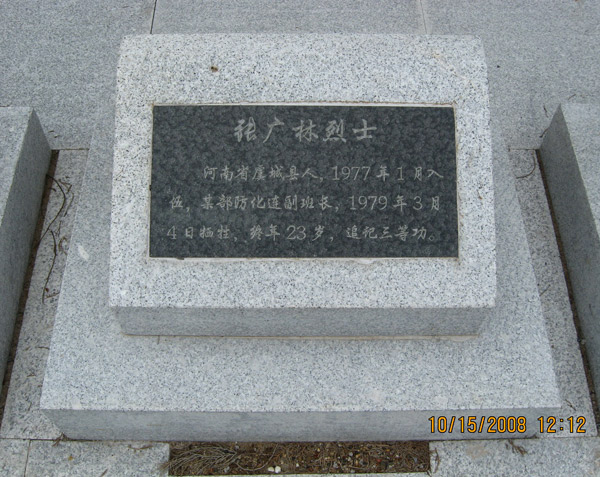 张广林烈士
河南省虞城县人，1977年1月入
伍，某部防化连副班长，1979年3月
4日牺牲，终年23岁，追记三等功。
10/15/2008 12:12